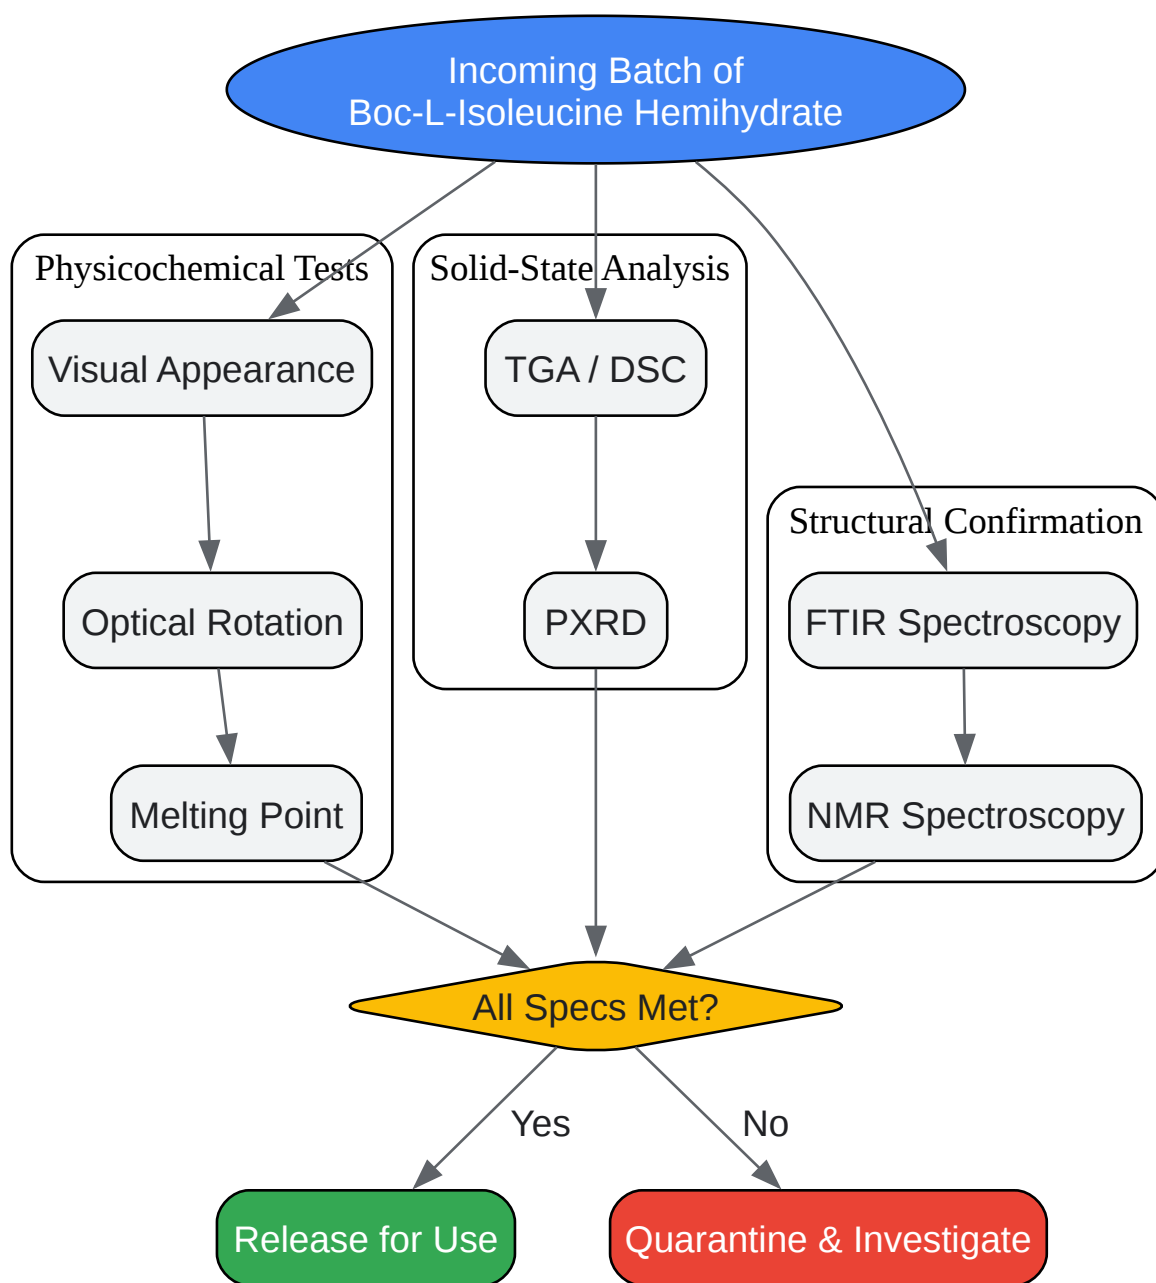 Incoming Batch of
Boc-L-Isoleucine Hemihydrate
Physicochemical Tests
Visual Appearance
Optical Rotation
Melting Point
Solid-State Analysis
TGA / DSC
PXRD
Structural Confirmation
FTIR Spectroscopy
NMR Spectroscopy
All Specs Met?
Yes
No
Release for Use
Quarantine & Investigate